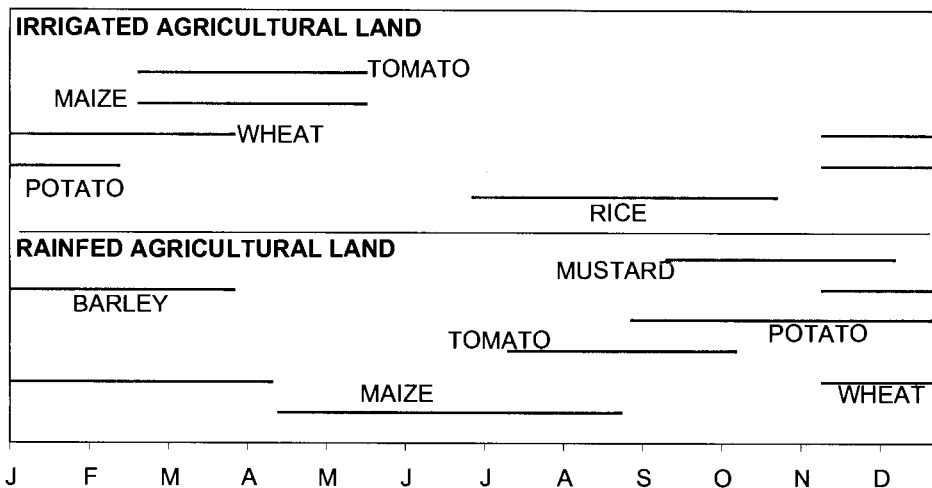 IRRIGATED AGRICULTURAL LAND
TOMATO
MAIZE
WHEAT
POTATO
RICE
RAINFED AGRICULTURAL LAND
MUSTARD
BARLEY
POTATO
TOMATO
MAIZE
WHEAT
J F M A M J J A S O N D